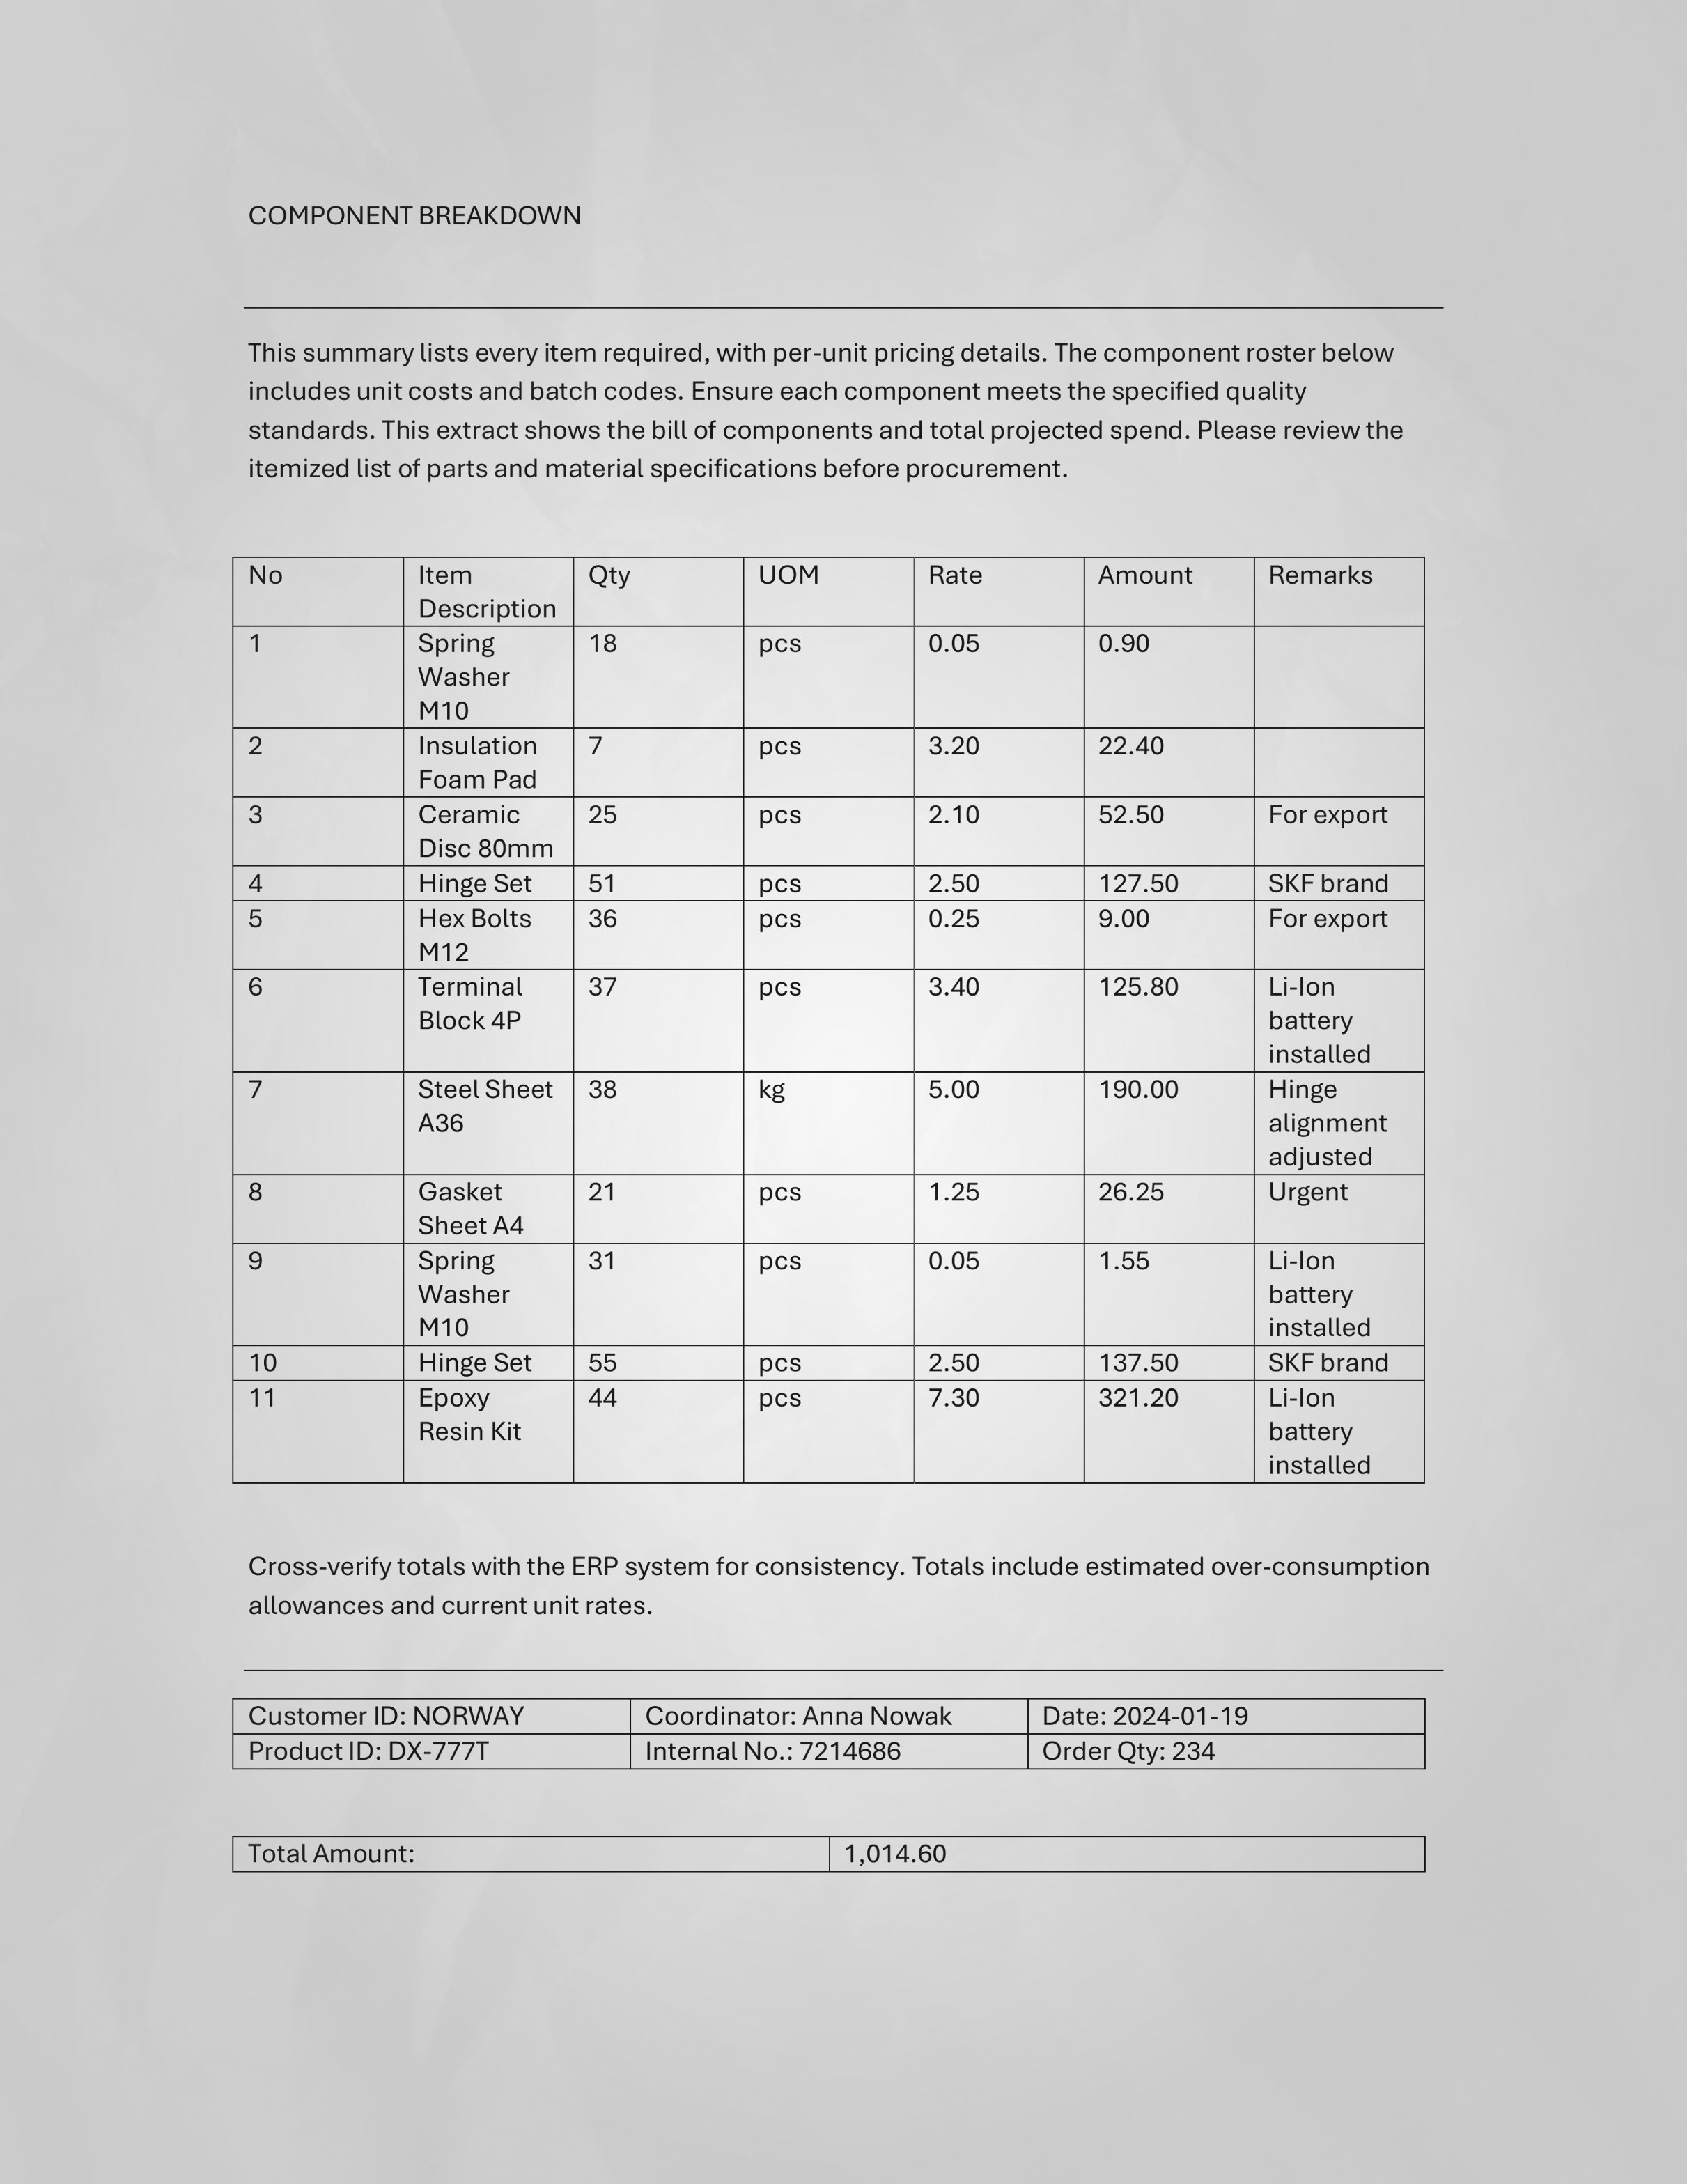 COMPONENT BREAKDOWN
This summary lists every item required, with per-unit pricing details. The component roster below
includes unit costs and batch codes. Ensure each component meets the specified quality
standards. This extract shows the bill of components and total projected spend. Please review the
itemized list of parts and material specifications before procurement.
No Item Qty UOM Rate Amount Remarks
Description
1 Spring 18 pcs 0.05 0.90
Washer
M10
2 Insulation 7 pcs 3.20 22.40
Foam Pad
3 Ceramic 25 pcs 2.10 52.50 For export
Disc 80mm
4 Hinge Set 51 pcs 2.50 127.50 SKF brand
5 Hex Bolts 36 pcs 0.25 9.00 For export
M12
6 Terminal 37 pcs 3.40 125.80 Li-Ion
Block 4P battery
installed
7 Steel Sheet 38 kg 5.00 190.00 Hinge
A36 alignment
adjusted
8 Gasket 21 pcs 1.25 26.25 Urgent
Sheet A4
9 Spring 31 pcs 0.05 1.55 Li-Ion
Washer battery
M10 installed
10 Hinge Set 55 pcs 2.50 137.50 SKF brand
11 Epoxy 44 pcs 7.30 321.20 Li-Ion
Resin Kit battery
installed
Cross-verify totals with the ERP system for consistency. Totals include estimated over-consumption
allowances and current unit rates.
Customer ID: NORWAY Coordinator: Anna Nowak Date: 2024-01-19
Product ID: DX-777T Internal No.: 7214686 Order Qty: 234
Total Amount: 1,014.60